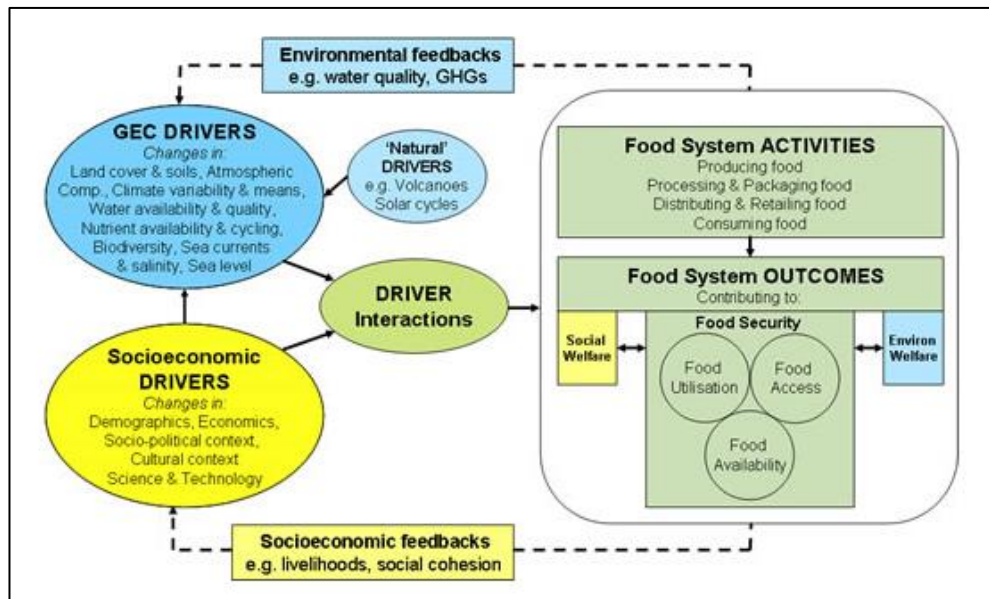 Environmental feedbacks
e.g. water quality, GHGs
GEC DRIVERS
Changes in:
Land cover & soils, Atmospheric
Comp., Climate variability & means,
Water availability & quality,
Nutrient availability & cycling,
Biodiversity, Sea currents
& salinity, Sea level
'Natural'
DRIVERS
e.g. Volcanoes
Solar cycles
DRIVER
Interactions
Socioeconomic
DRIVERS
Changes in:
Demographics, Economics,
Socio-political context,
Cultural context
Science & Technology
Socioeconomic feedbacks
e.g. livelihoods, social cohesion
Food System ACTIVITIES
Producing food
Processing & Packaging food
Distributing & Retailing food
Consuming food
Food System OUTCOMES
Contributing to:
Social
Welfare
Food Security
Food
Utilisation
Food
Access
Food
Availability
Environ
Welfare